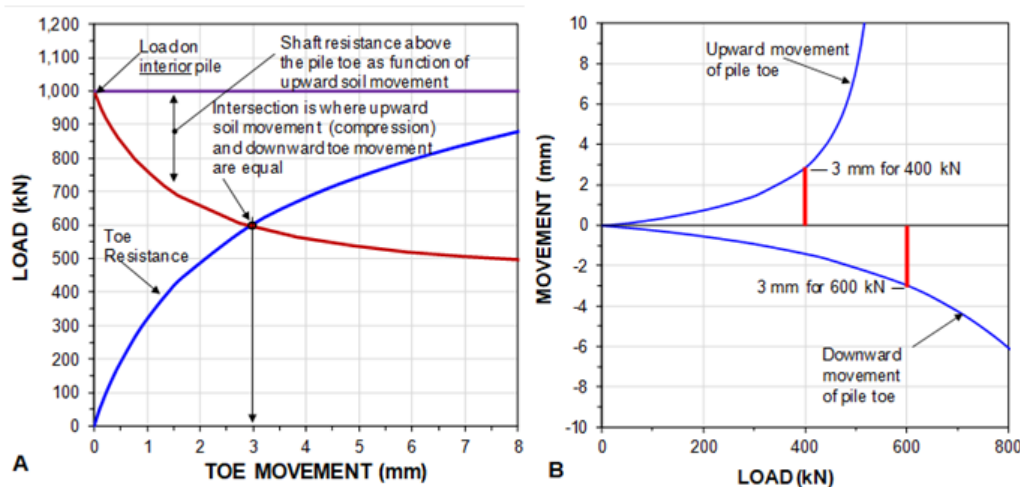 1,200
1,100
1,000
900
800
700
600
500
400
300
200
100
0
LOAD (kN)
Load on
interior pile
Shaft resistance above
the pile toe as function of
upward soil movement
Intersection is where upward
soil movement (compression)
and downward toe movement
are equal
Toe
Resistance
0 1 2 3 4 5 6 7 8
A
TOE MOVEMENT (mm)
10
8
6
4
2
0
-2
-4
-6
-8
-10
MOVEMENT (mm)
Upward movement
of pile toe
3 mm for 400 kN
3 mm for 600 kN
Downward
movement
of pile toe
0 200 400 600 800
B
LOAD (kN)